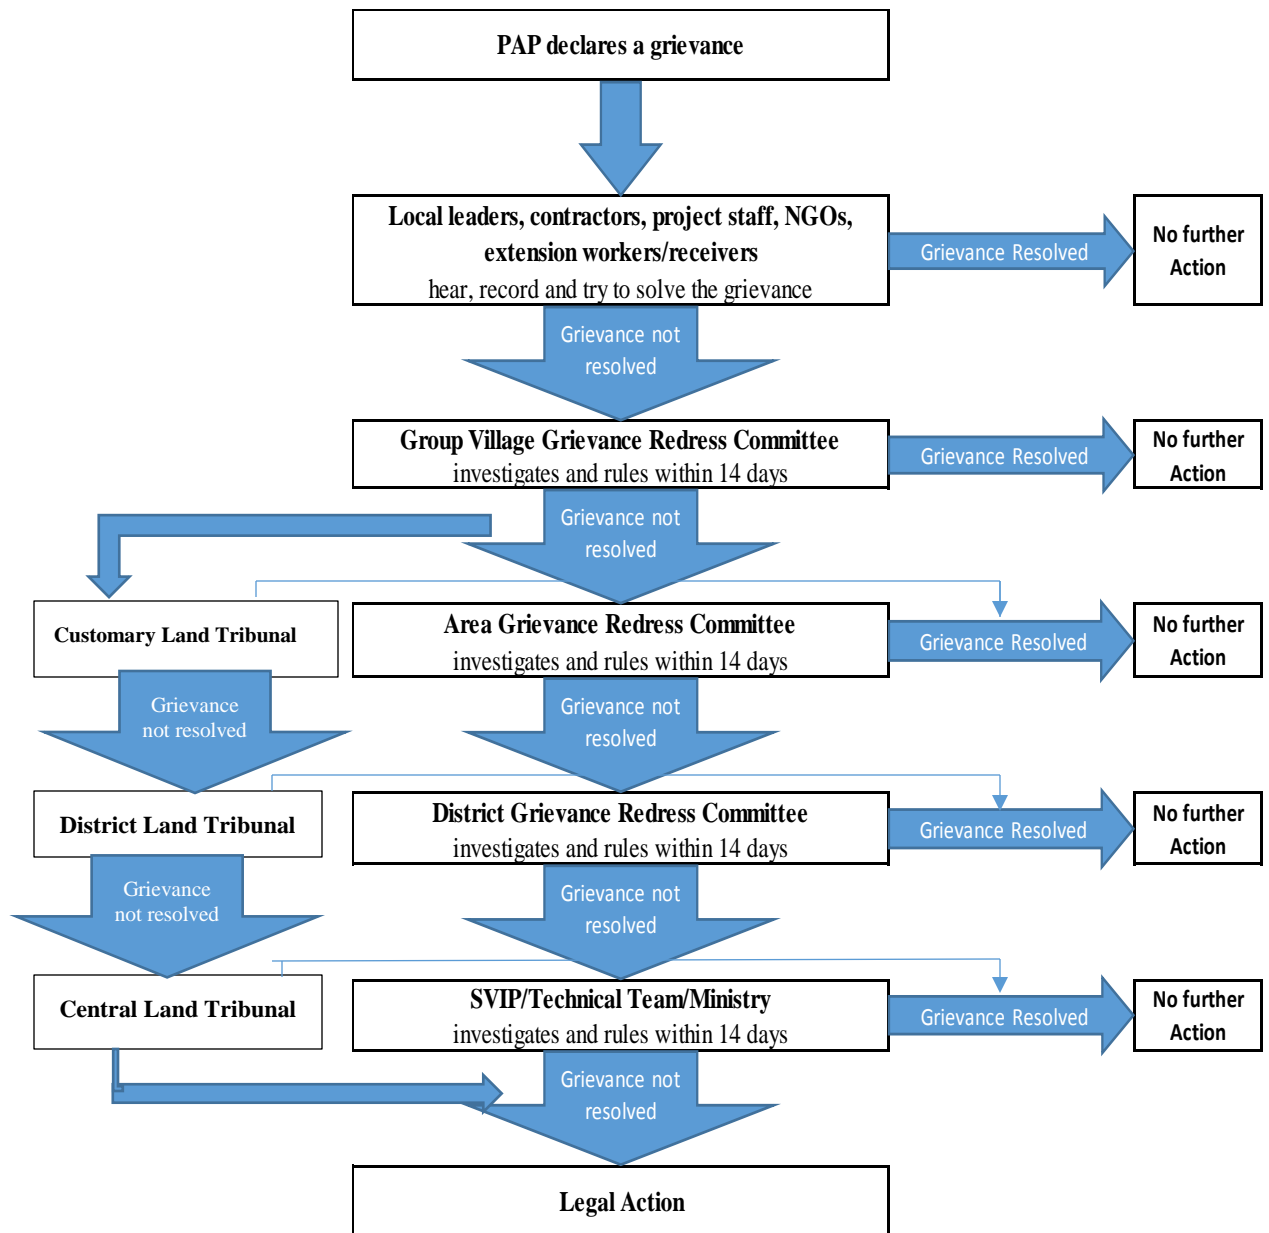 PAP declares a grievance
Local leaders, contractors, project staff, NGOs,
extension workers/receivers
hear, record and try to solve the grievance
Grievance Resolved
No further
Action
Grievance not
resolved
Group Village Grievance Redress Committee
investigates and rules within 14 days
Grievance Resolved
No further
Action
Grievance not
resolved
Customary Land Tribunal
Area Grievance Redress Committee
investigates and rules within 14 days
Grievance Resolved
No further
Action
Grievance
not resolved
Grievance not
resolved
District Land Tribunal
District Grievance Redress Committee
investigates and rules within 14 days
Grievance Resolved
No further
Action
Grievance
not resolved
Grievance not
resolved
Central Land Tribunal
SVIP/Technical Team/Ministry
investigates and rules within 14 days
Grievance Resolved
No further
Action
Grievance not
resolved
Legal Action